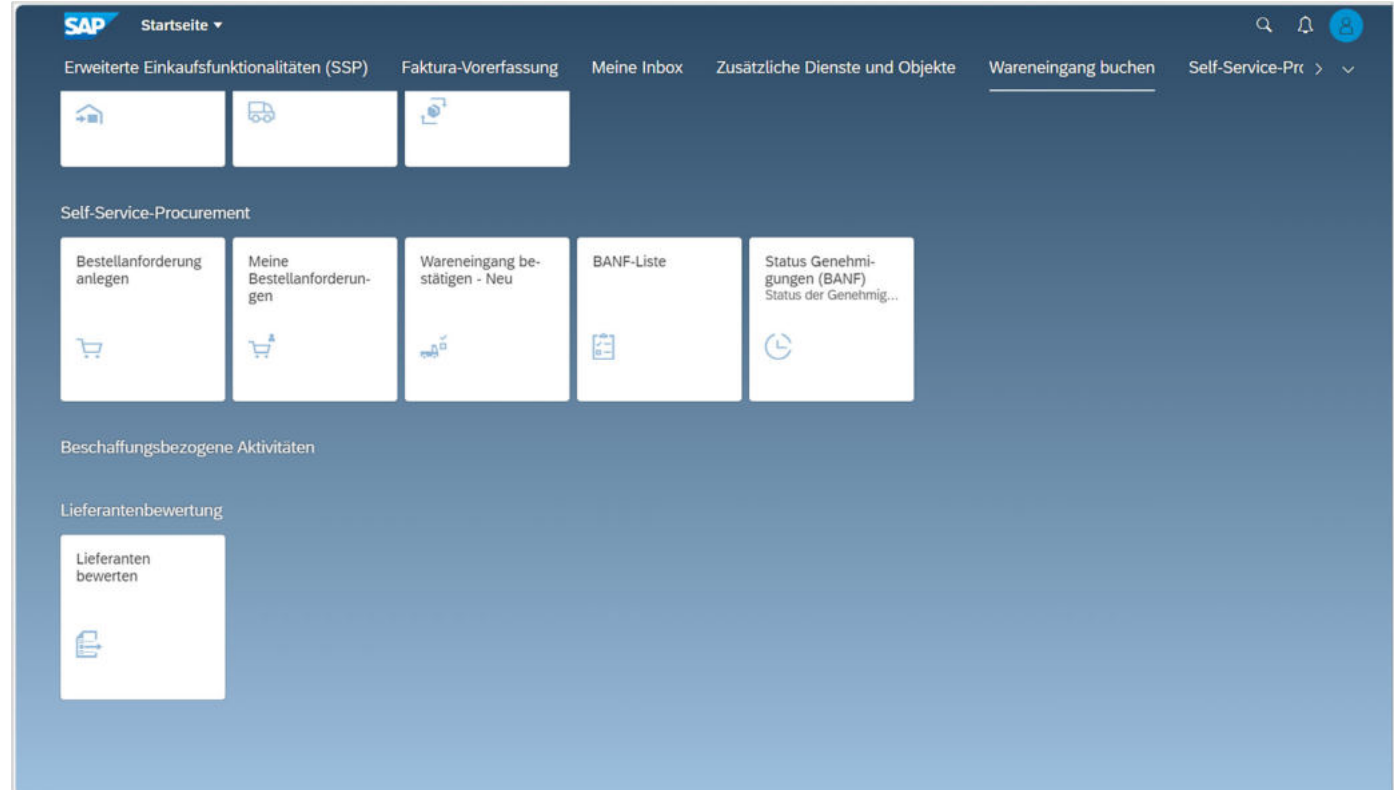 SAP Startseite
Erweiterte Einkaufsfunktionalitäten (SSP) Faktura-Vorerfassung Meine Inbox Zusätzliche Dienste und Objekte Wareneingang buchen Self-Service-Prc
Self-Service-Procurement
Bestellanforderung
anlegen
Meine
Bestellanforderun-
gen
Wareneingang be-
stätigen - Neu
BANF-Liste
Status Genehmi-
gungen (BANF)
Status der Genehmig...
Beschaffungsbezogene Aktivitäten
Lieferantenbewertung
Lieferanten
bewerten